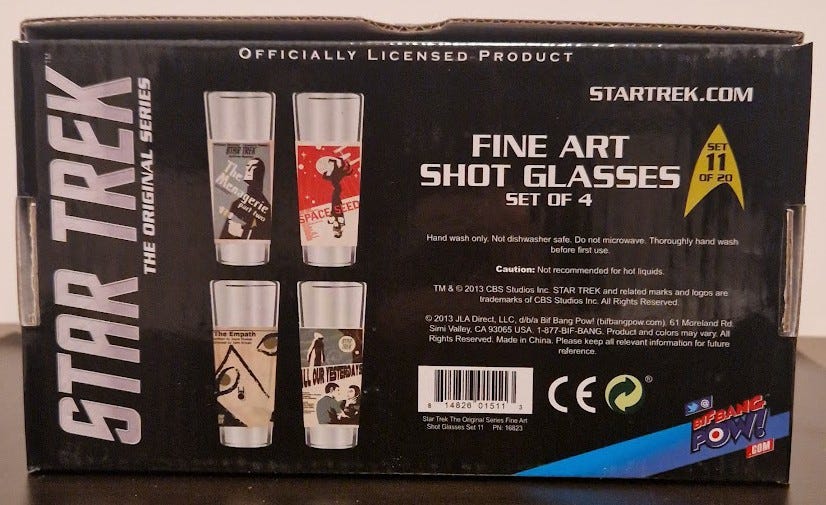 STAR TREK
THE ORIGINAL SERIES
TM
OFFICIALLY LICENSED PRODUCT
STAR TREK
The
Menagerie
part two
SPACE SEED
The Empath
ALL OUR YESTERDAYS
STARTREK.COM
FINE ART
SHOT GLASSES
SET OF 4
SET
11
OF 20
Hand wash only. Not dishwasher safe. Do not microwave. Thoroughly hand wash
before first use.
Caution: Not recommended for hot liquids.
TM & © 2013 CBS Studios Inc. STAR TREK and related marks and logos are
trademarks of CBS Studios Inc. All Rights Reserved.
© 2013 JLA Direct, LLC, d/b/a Bif Bang Pow! (bifbangpow.com), 61 Moreland Rd.
Simi Valley, CA 93065 USA. 1-877-BIF-BANG. Product and colors may vary. All
Rights Reserved. Made in China. Please keep all relevant information for future
reference.
8 14826 01511 3
Star Trek The Original Series Fine Art
Shot Glasses Set 11 PN: 16823
CE
®
@
BIF BANG
POW!
.COM